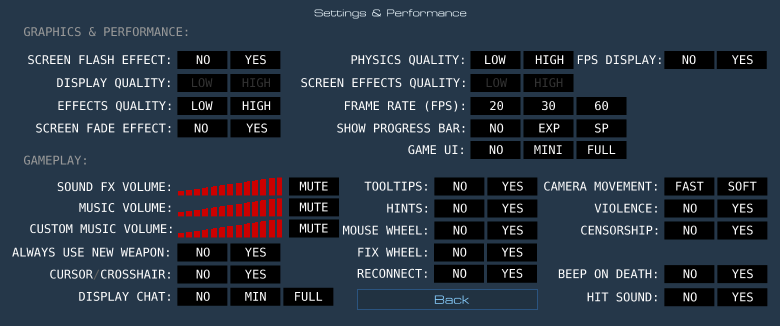 Settings & Performance
GRAPHICS & PERFORMANCE:
SCREEN FLASH EFFECT: NO YES PHYSICS QUALITY: LOW HIGH FPS DISPLAY: NO YES
DISPLAY QUALITY: LOW HIGH SCREEN EFFECTS QUALITY: LOW HIGH
EFFECTS QUALITY: LOW HIGH FRAME RATE (FPS): 20 30 60
SCREEN FADE EFFECT: NO YES SHOW PROGRESS BAR: NO EXP SP
GAME UI: NO MINI FULL
GAMEPLAY:
SOUND FX VOLUME: MUTE TOOLTIPS: NO YES CAMERA MOVEMENT: FAST SOFT
MUSIC VOLUME: MUTE HINTS: NO YES VIOLENCE: NO YES
CUSTOM MUSIC VOLUME: MUTE MOUSE WHEEL: NO YES CENSORSHIP: NO YES
ALWAYS USE NEW WEAPON: NO YES FIX WHEEL: NO YES
CURSOR/CROSSHAIR: NO YES RECONNECT: NO YES BEEP ON DEATH: NO YES
DISPLAY CHAT: NO MIN FULL Back HIT SOUND: NO YES